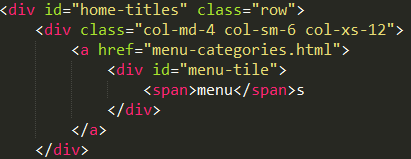 <div id="home-titles" class="row">
<div class="col-md-4 col-sm-6 col-xs-12">
<a href="menu-categories.html">
<div id="menu-tile">
<span>menu</span>s
</div>
</a>
</div>